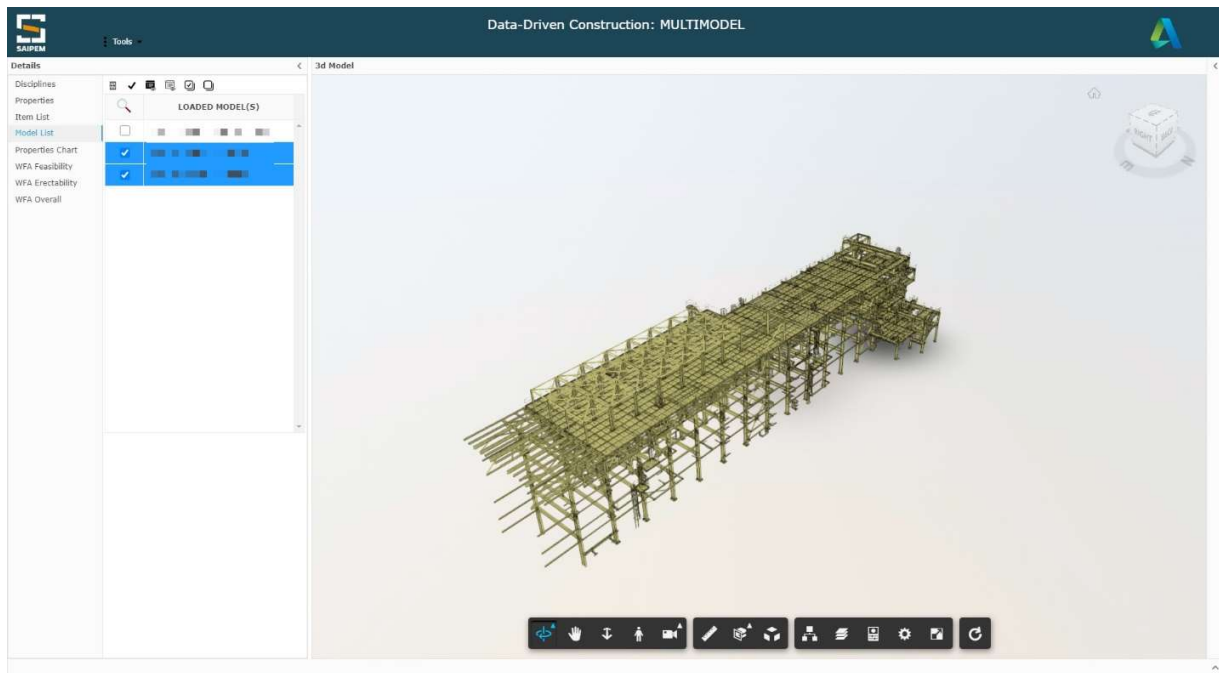 Data-Driven Construction: MULTIMODEL
SAIPEM
Tools
Details
3d Model
Disciplines
Properties
Item List
Model List
Properties Chart
WFA Feasibility
WFA Erectability
WFA Overall
LOADED MODEL(S)
RIGHT
BACK
E
N